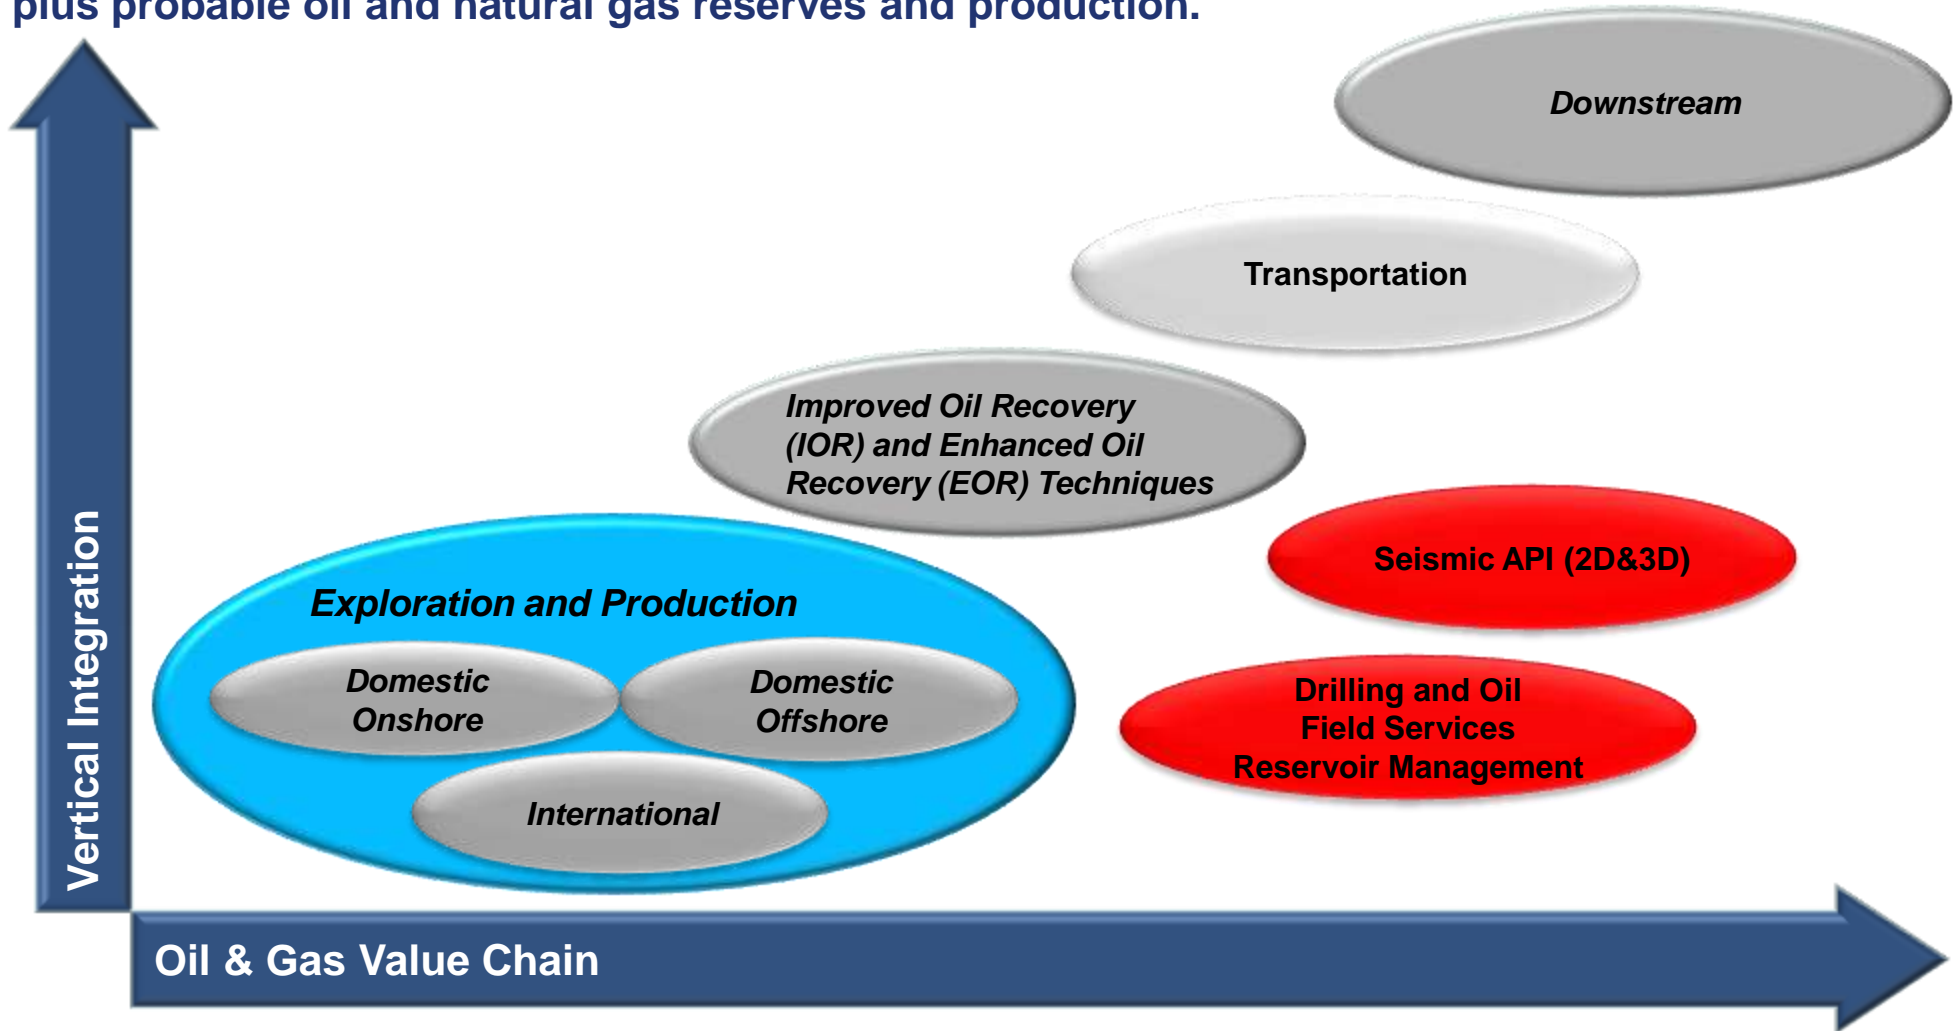 plus probable oil and natural gas reserves and production.
Downstream
Transportation
Improved Oil Recovery
(IOR) and Enhanced Oil
Recovery (EOR) Techniques
Seismic API (2D&3D)
Exploration and Production
Domestic
Onshore
Domestic
Offshore
International
Drilling and Oil
Field Services
Reservoir Management
Vertical Integration
Oil & Gas Value Chain